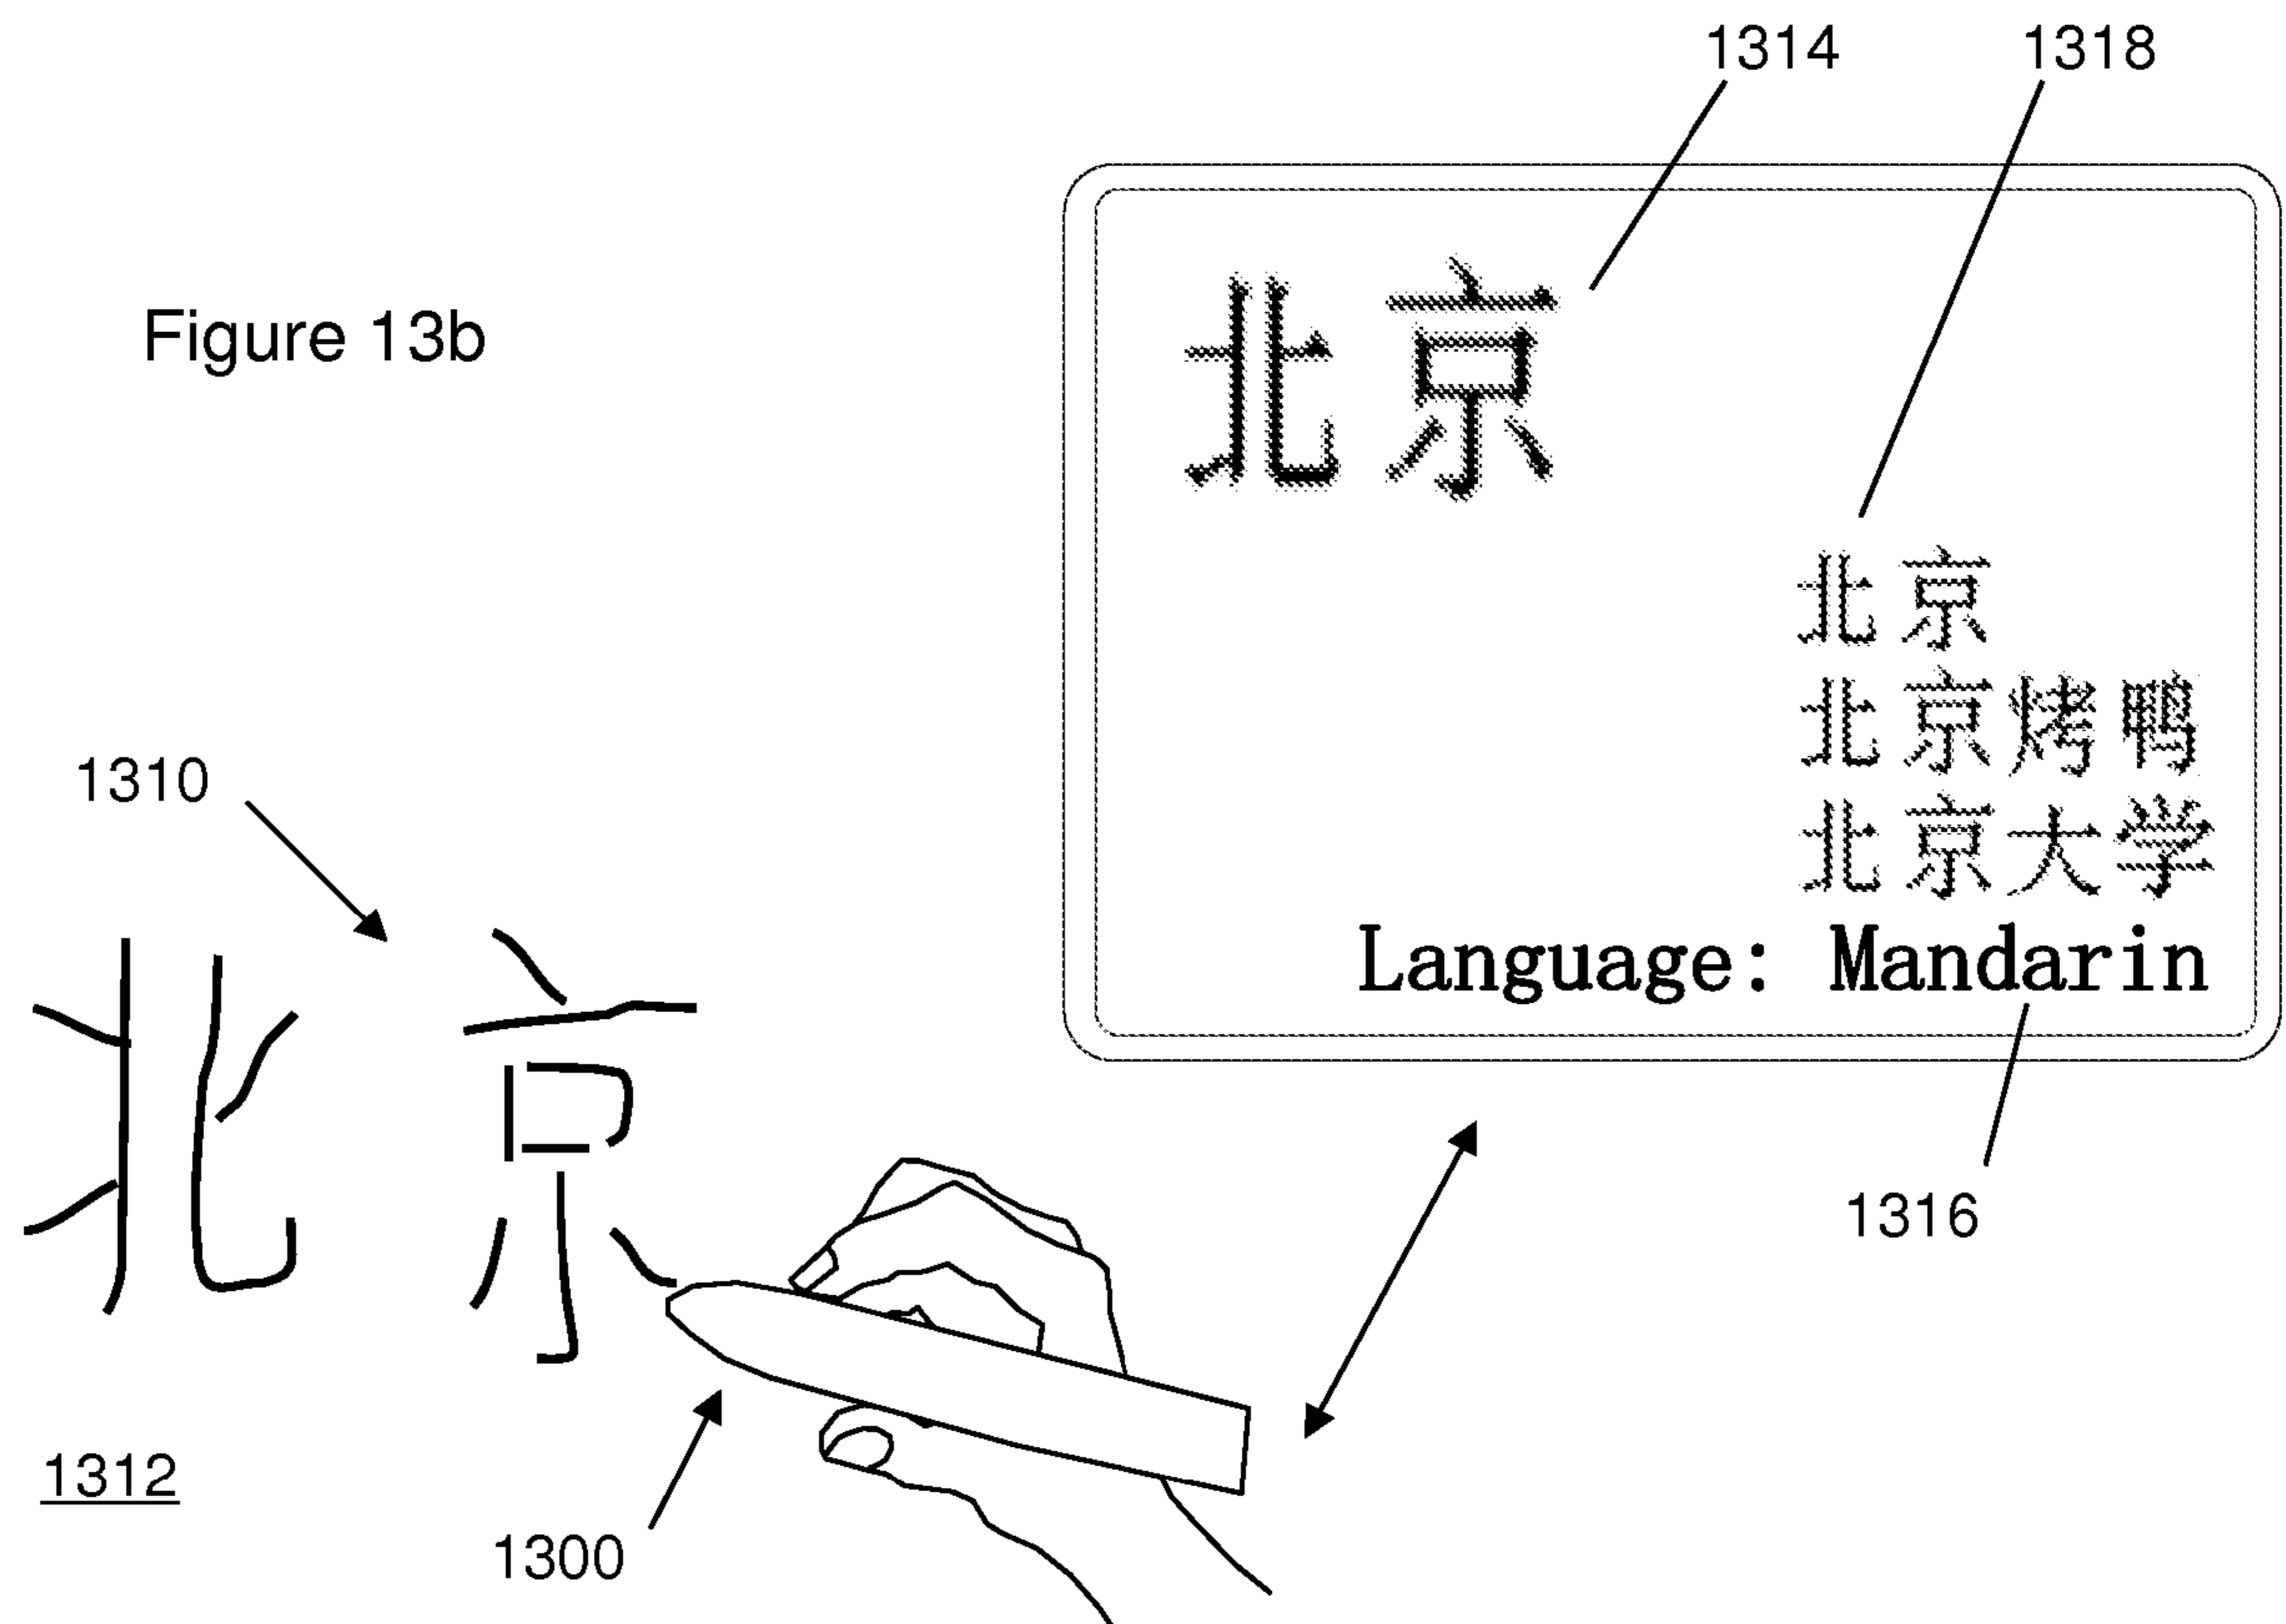 1314 1318
Figure 13b
北京
北京
北京烤鸭
北京大学
Language: Mandarin
1310
北京
1316
1312
1300